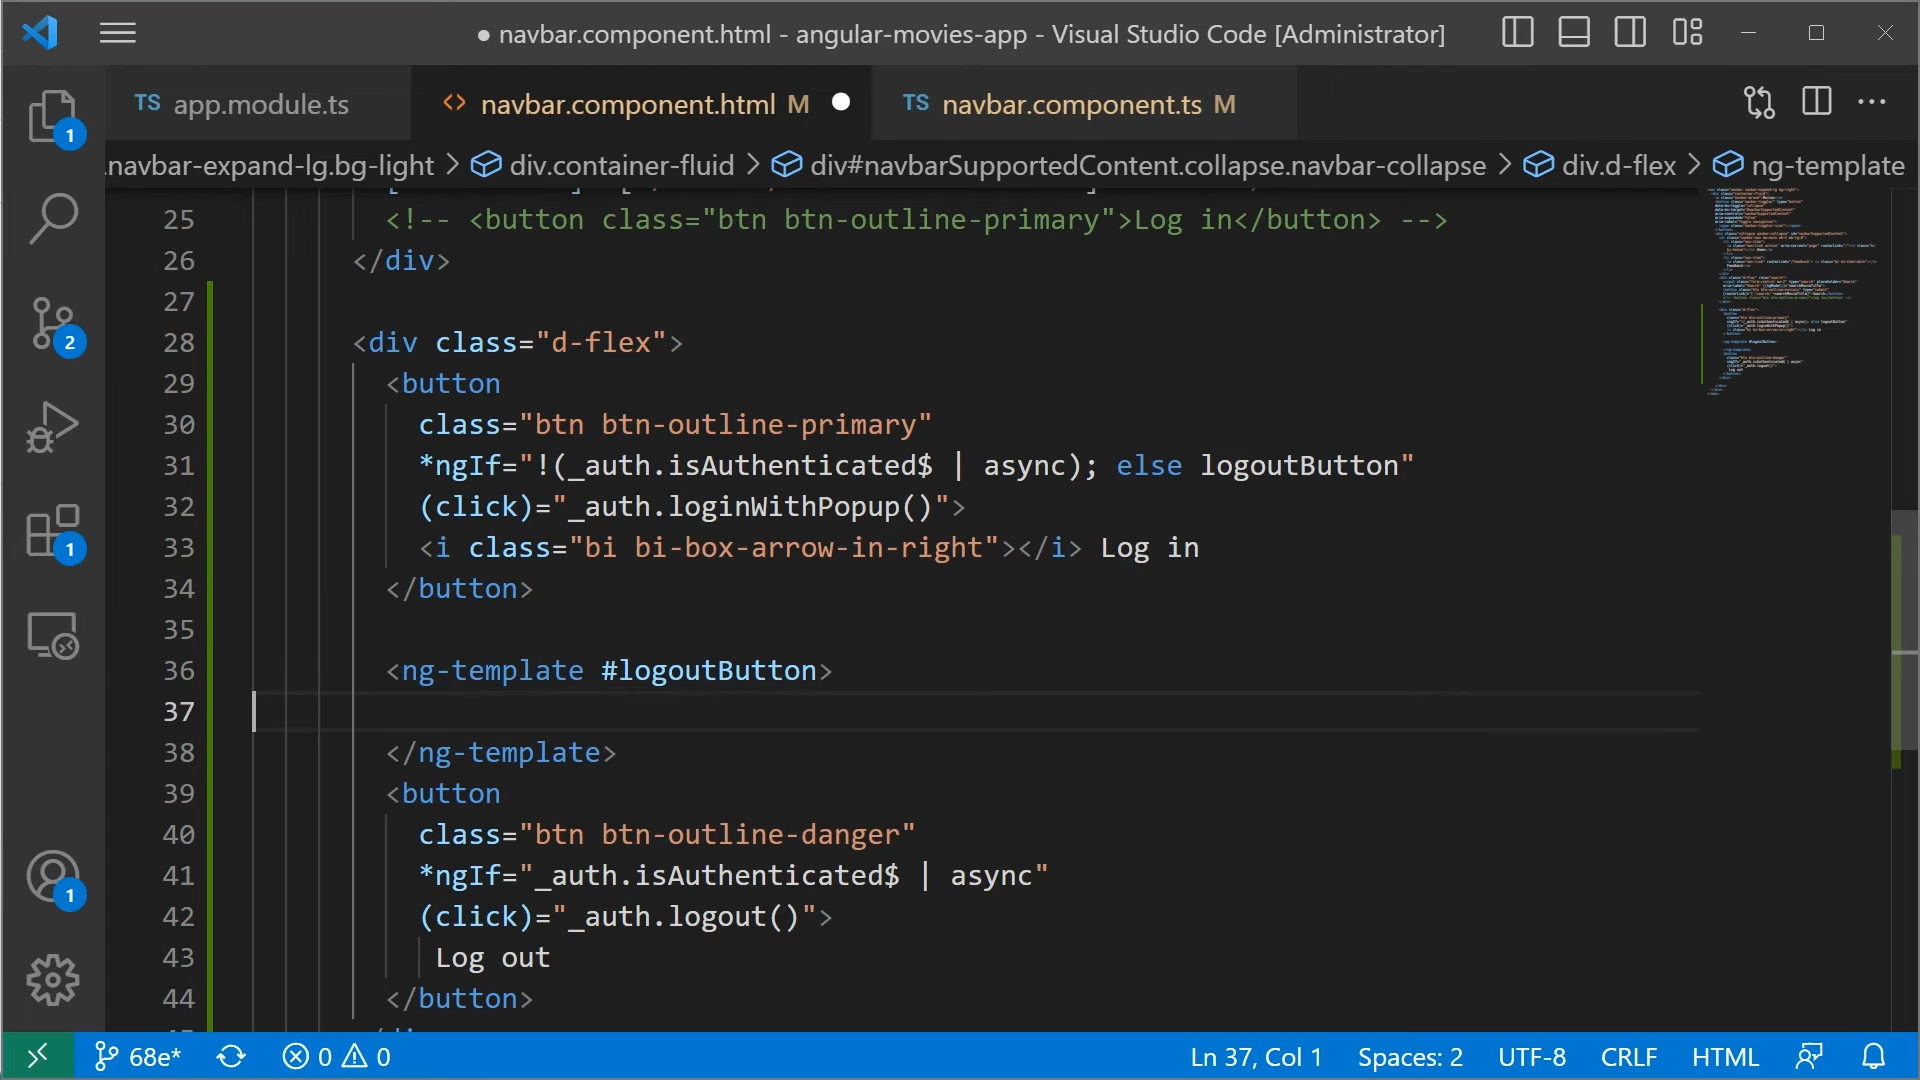 ● navbar.component.html - angular-movies-app - Visual Studio Code [Administrator]
TS app.module.ts
<> navbar.component.html M ●
TS navbar.component.ts M
.navbar-expand-lg.bg-light > div.container-fluid > div#navbarSupportedContent.collapse.navbar-collapse > div.d-flex > ng-template
25 <!-- <button class="btn btn-outline-primary">Log in</button> -->
26 </div>
27
28 <div class="d-flex">
29 <button
30 class="btn btn-outline-primary"
31 *ngIf="!(_auth.isAuthenticated$ | async); else logoutButton"
32 (click)="_auth.loginWithPopup()">
33 <i class="bi bi-box-arrow-in-right"></i> Log in
34 </button>
35
36 <ng-template #logoutButton>
37
38 </ng-template>
39 <button
40 class="btn btn-outline-danger"
41 *ngIf="_auth.isAuthenticated$ | async"
42 (click)="_auth.logout()">
43 Log out
44 </button>
1
2
1
1
68e* 0 0 Ln 37, Col 1 Spaces: 2 UTF-8 CRLF HTML